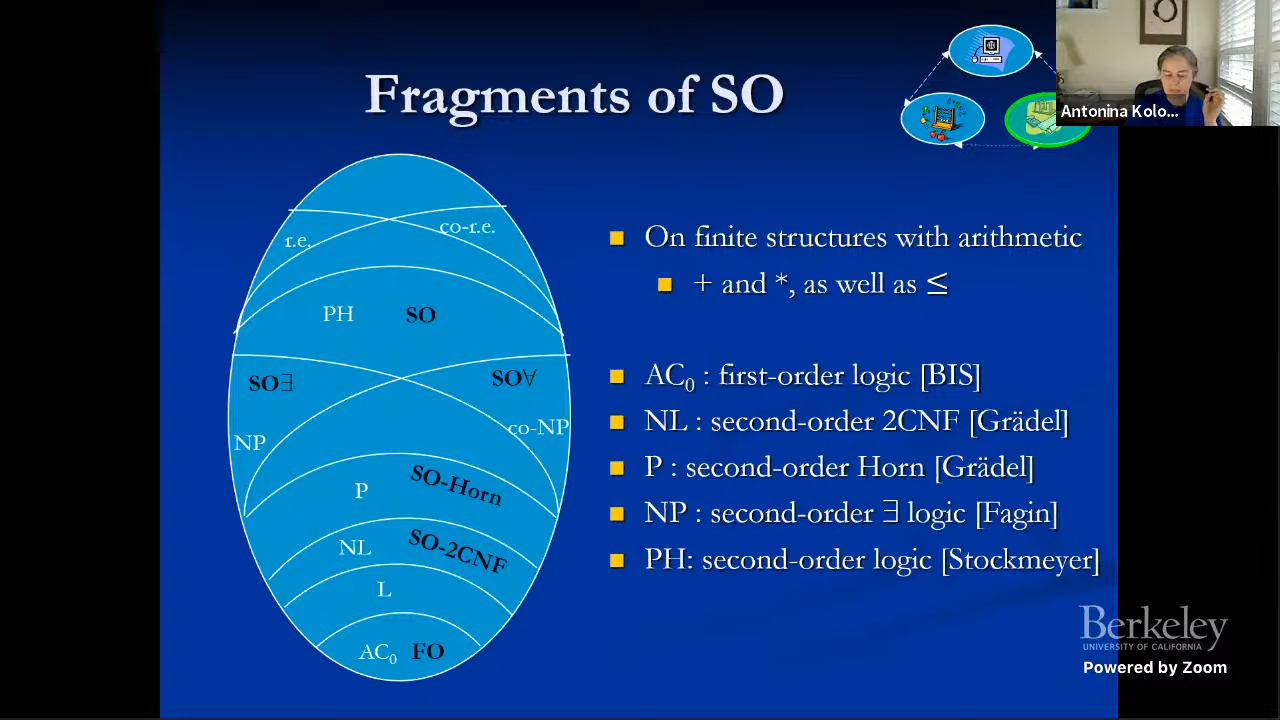 Fragments of SO
Antonina Kolo...
r.e.
co-r.e.
PH SO
SO∃
SO∀
NP
co-NP
P SO-Horn
NL SO-2CNF
L
AC₀ FO
On finite structures with arithmetic
+ and *, as well as ≤
AC₀ : first-order logic [BIS]
NL : second-order 2CNF [Grädel]
P : second-order Horn [Grädel]
NP : second-order ∃ logic [Fagin]
PH: second-order logic [Stockmeyer]
Berkeley
UNIVERSITY OF CALIFORNIA
Powered by Zoom